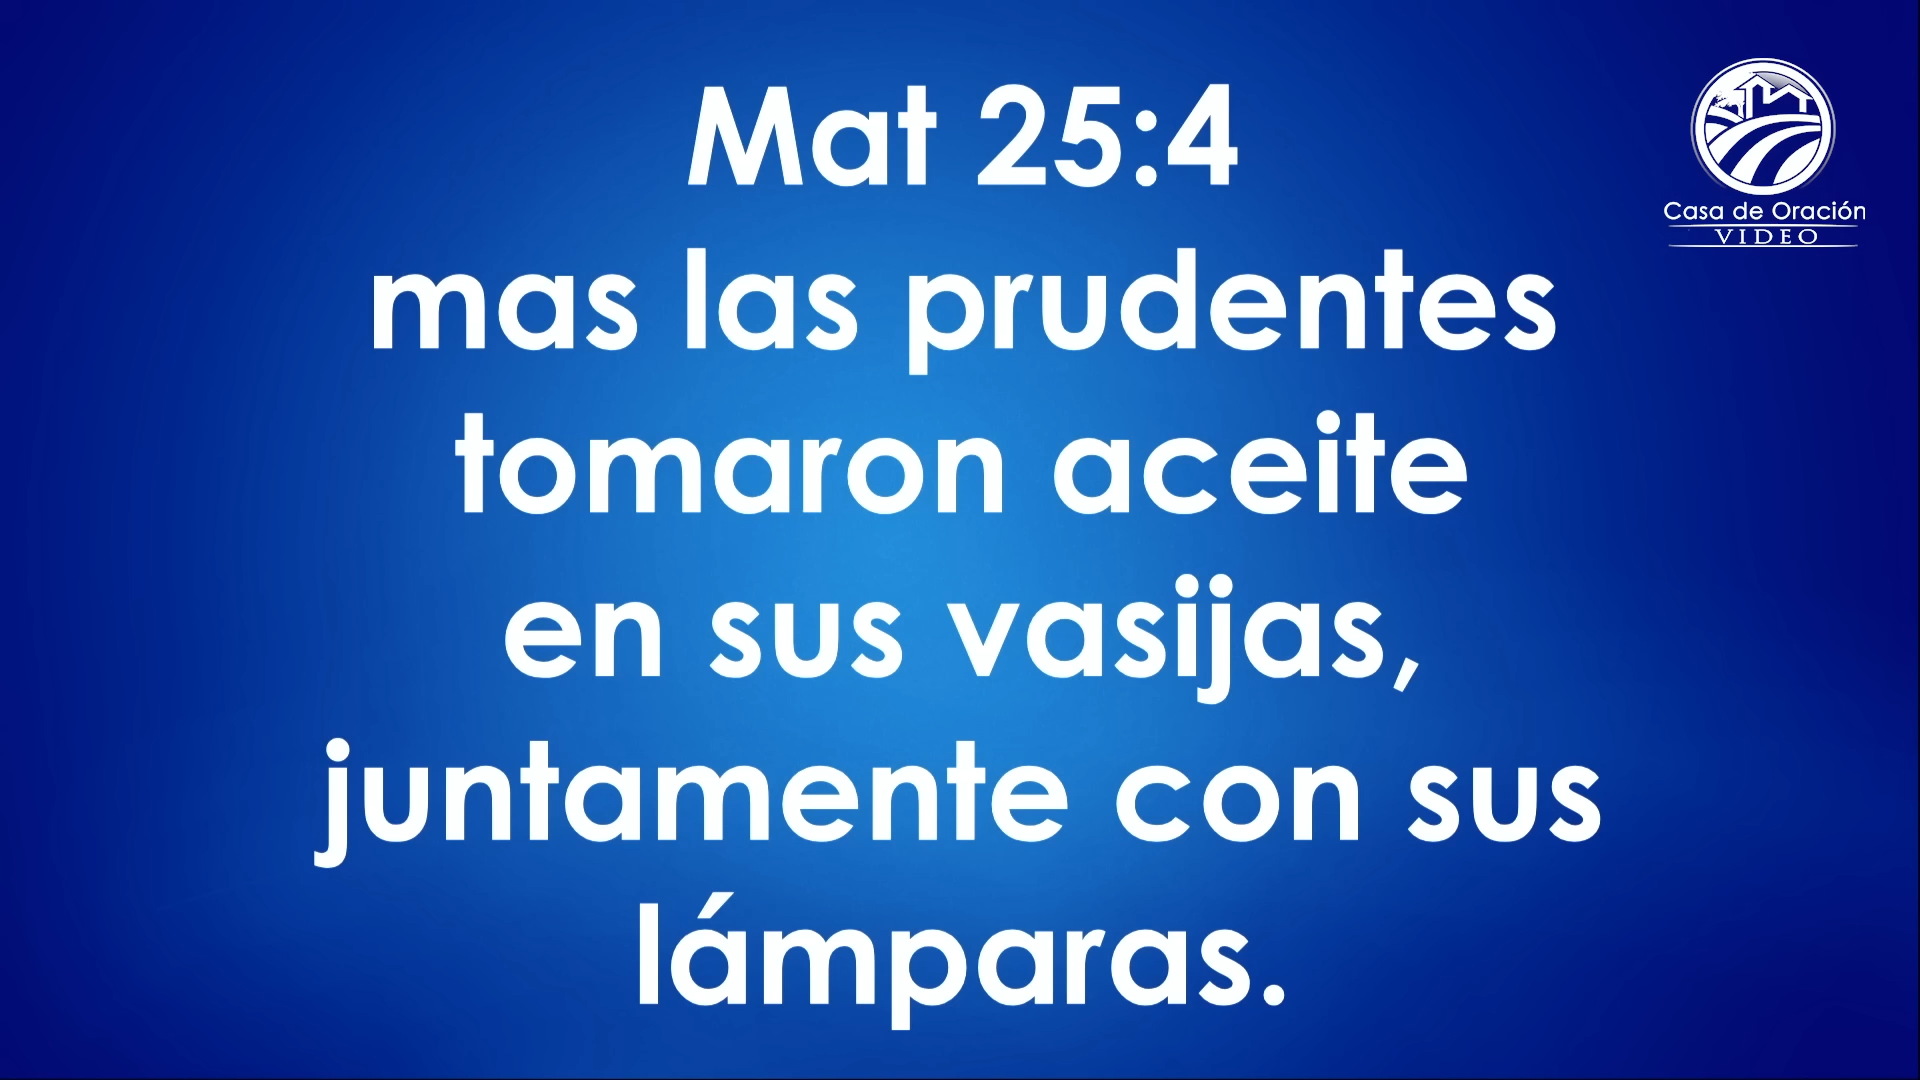 Mat 25:4
mas las prudentes
tomaron aceite
en sus vasijas,
juntamente con sus
lámparas.
Casa de Oración
VIDEO